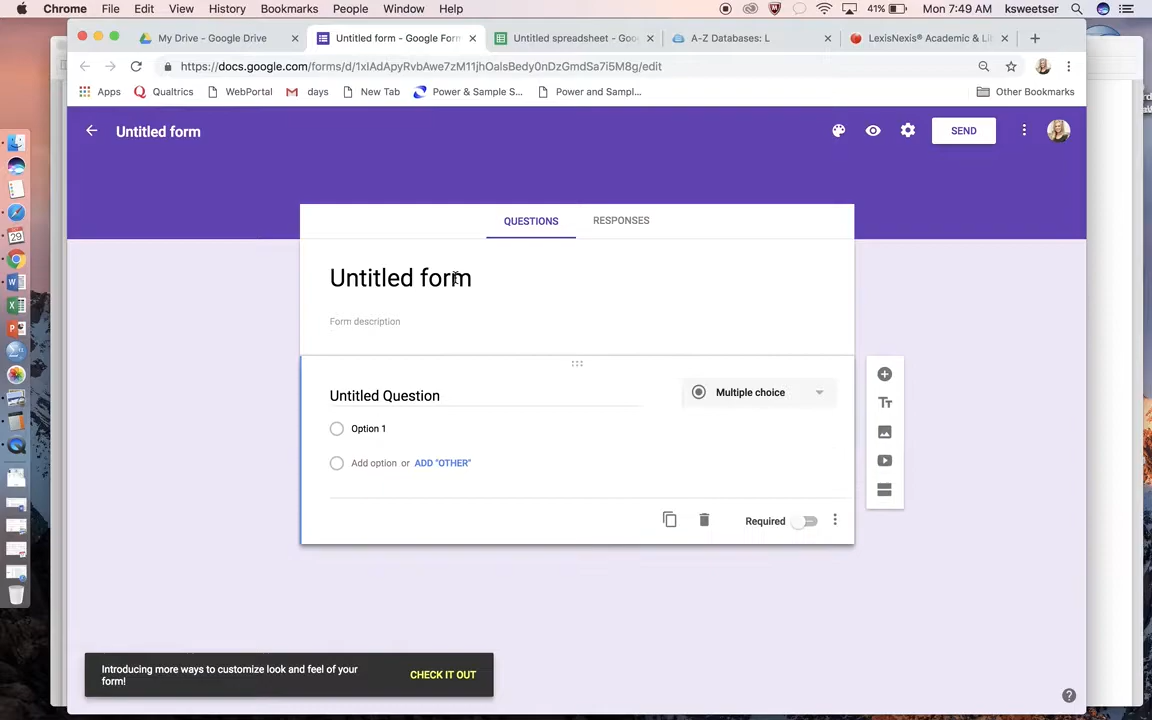 Chrome File Edit View History Bookmarks People Window Help 41% Mon 7:49 AM ksweetser
My Drive - Google Drive Untitled form - Google Form Untitled spreadsheet - Goo A-Z Databases: L LexisNexis® Academic & Li
https://docs.google.com/forms/d/1xIAdApyRvbAwe7zM11jhOalsBedy0nDzGmdSa7i5M8g/edit
Apps Qualtrics WebPortal days New Tab Power & Sample S... Power and Sampl... Other Bookmarks
Untitled form SEND
QUESTIONS RESPONSES
Untitled form
Form description
Untitled Question Multiple choice
Option 1
Add option or ADD "OTHER"
Required
Introducing more ways to customize look and feel of your
form!
CHECK IT OUT